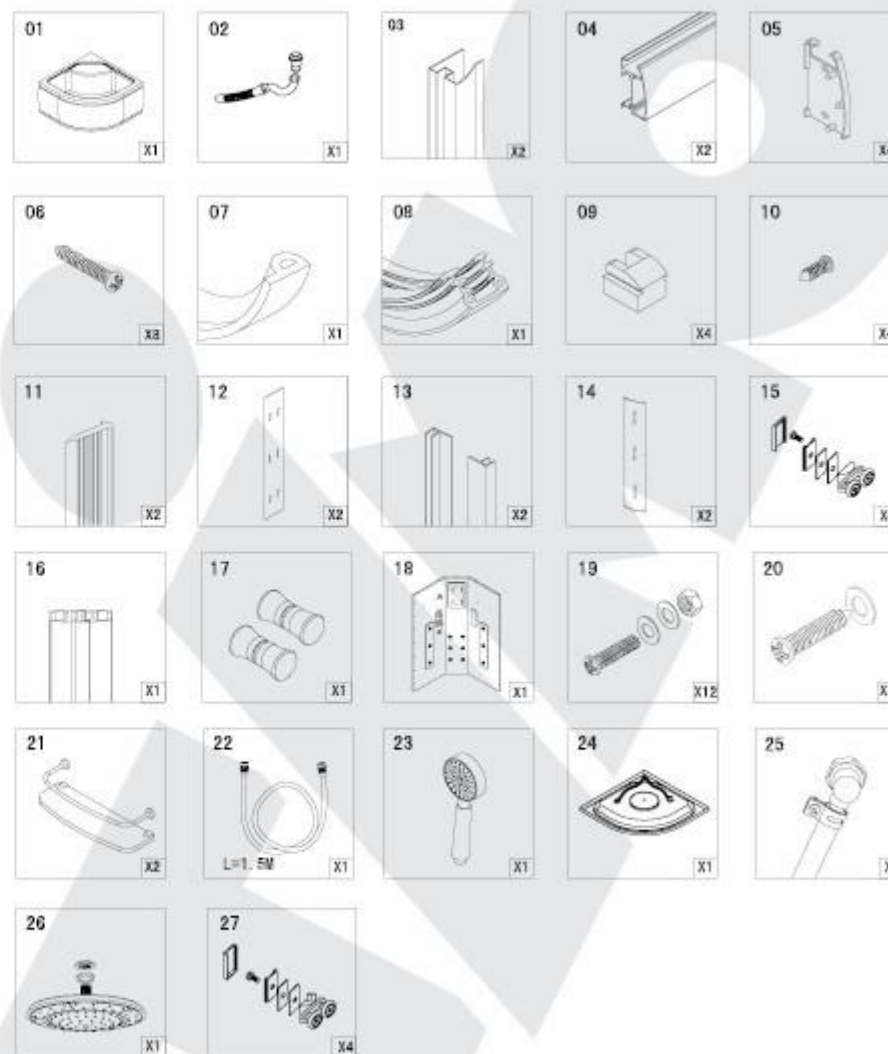 01 02 03 04 05
X1 X1 X2 X2 X
06 07 08 09 10
X8 X1 X1 X4 X
11 12 13 14 15
X2 X2 X2 X2 X
16 17 18 19 20
X1 X1 X1 X12 X
21 22 23 24 25
L=1.5M
X2 X1 X1 X1 X
26 27
X1 X4